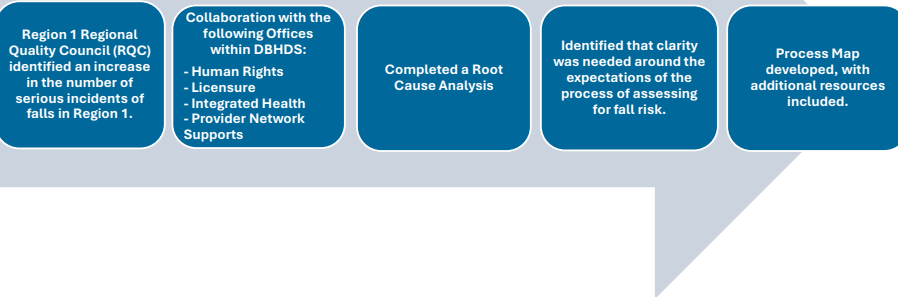 Region 1 Regional
Quality Council (RQC)
identified an increase
in the number of
serious incidents of
falls in Region 1.
Collaboration with the
following Offices
within DBHDS:
- Human Rights
- Licensure
- Integrated Health
- Provider Network
Supports
Completed a Root
Cause Analysis
Identified that clarity
was needed around the
expectations of the
process of assessing
for fall risk.
Process Map
developed, with
additional resources
included.